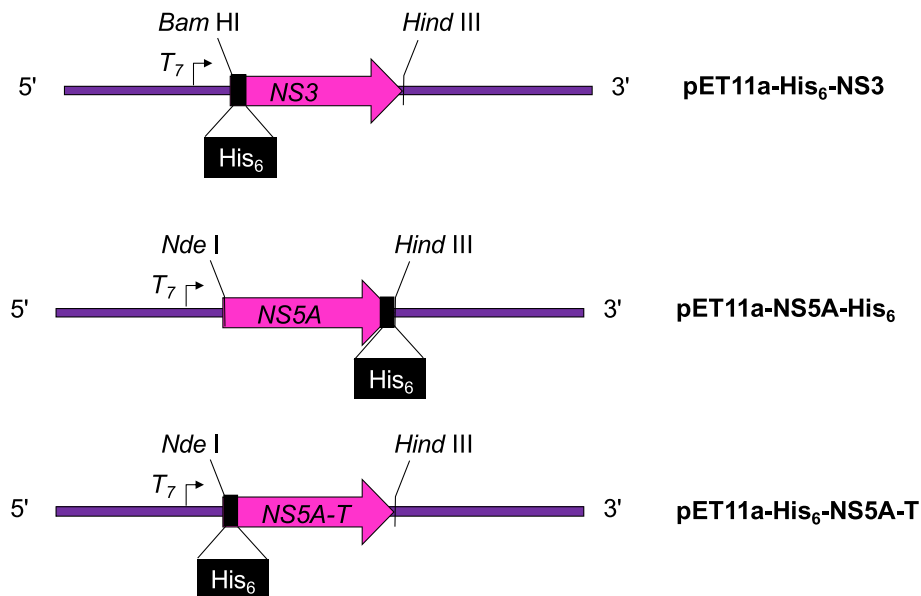 Bam HI
Hind III
T7
5'
NS3
3'
pET11a-His6-NS3
His6
Nde I
Hind III
T7
5'
NS5A
3'
pET11a-NS5A-His6
His6
Nde I
Hind III
T7
5'
NS5A-T
3'
pET11a-His6-NS5A-T
His6